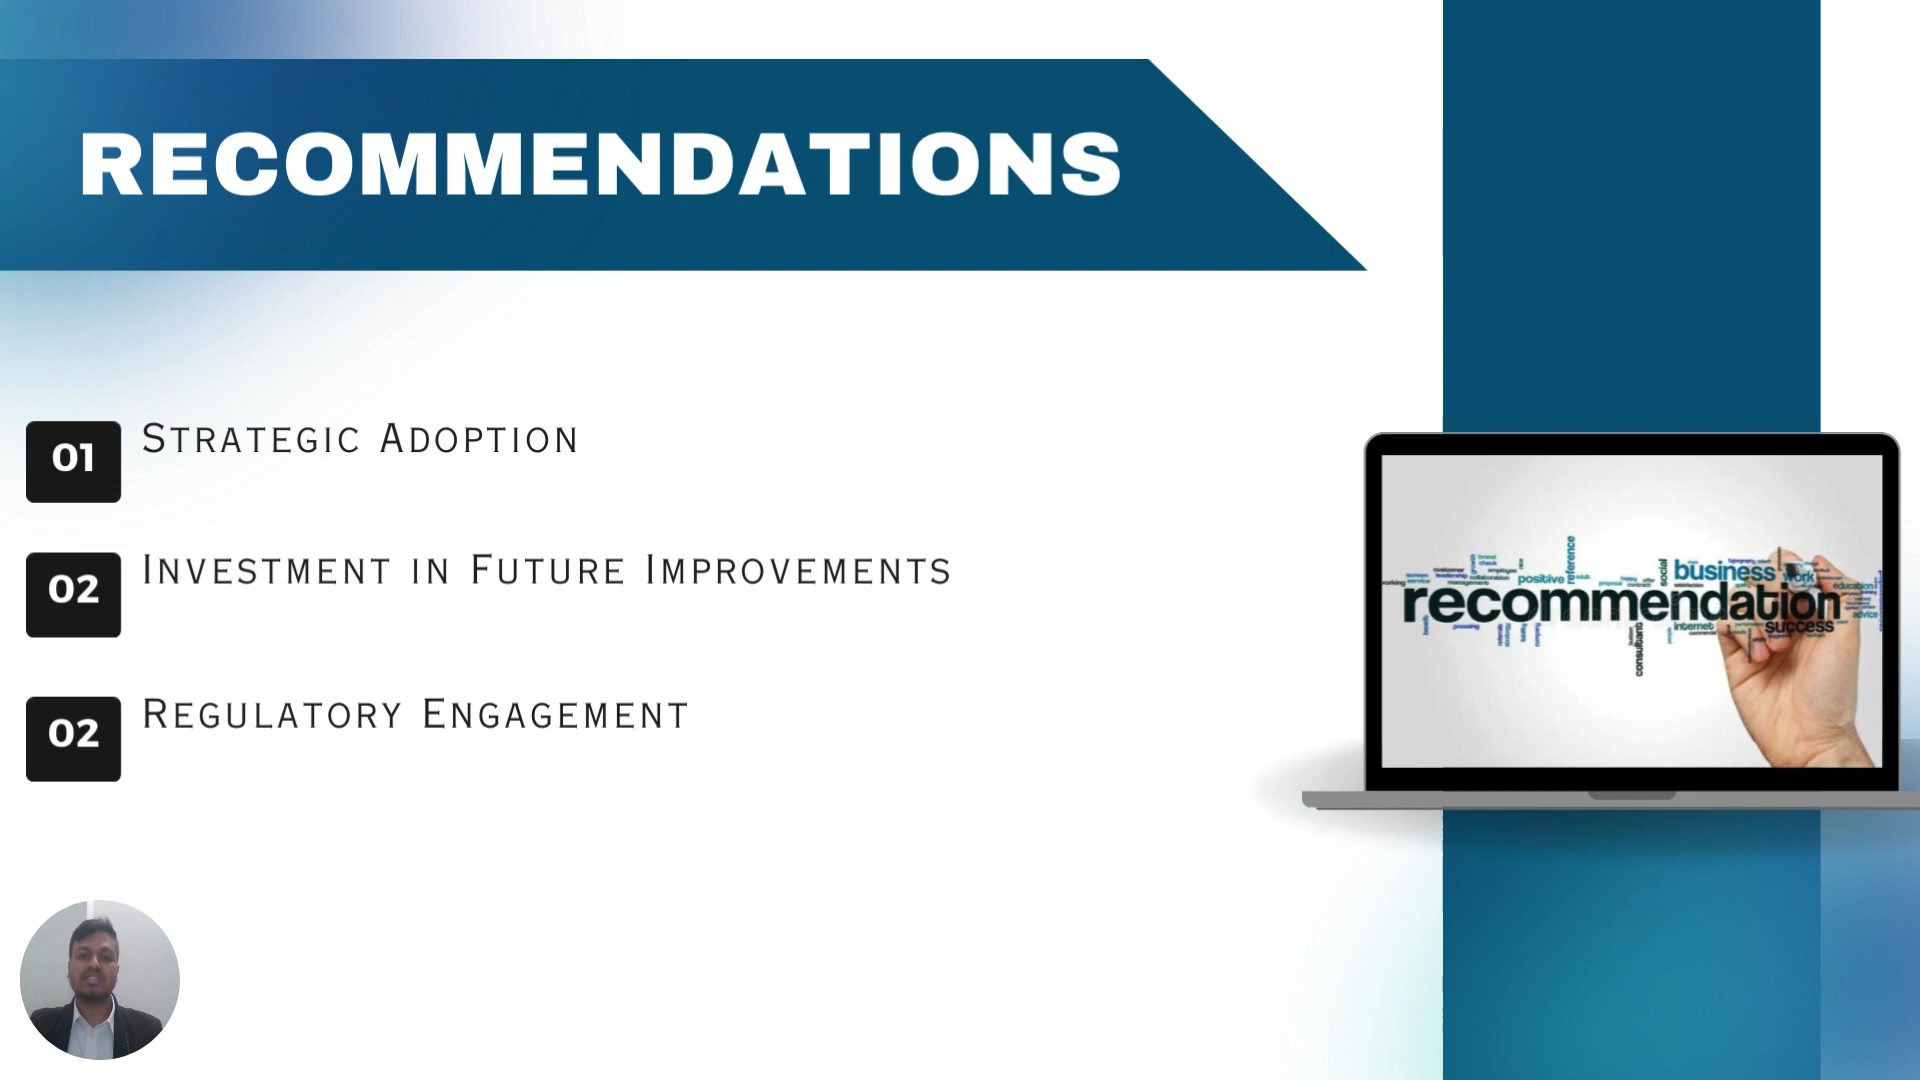 RECOMMENDATIONS
01 STRATEGIC ADOPTION
02 INVESTMENT IN FUTURE IMPROVEMENTS
02 REGULATORY ENGAGEMENT
reference
social
business
work
positive
education
recommendation
advice
internet
success
consultant